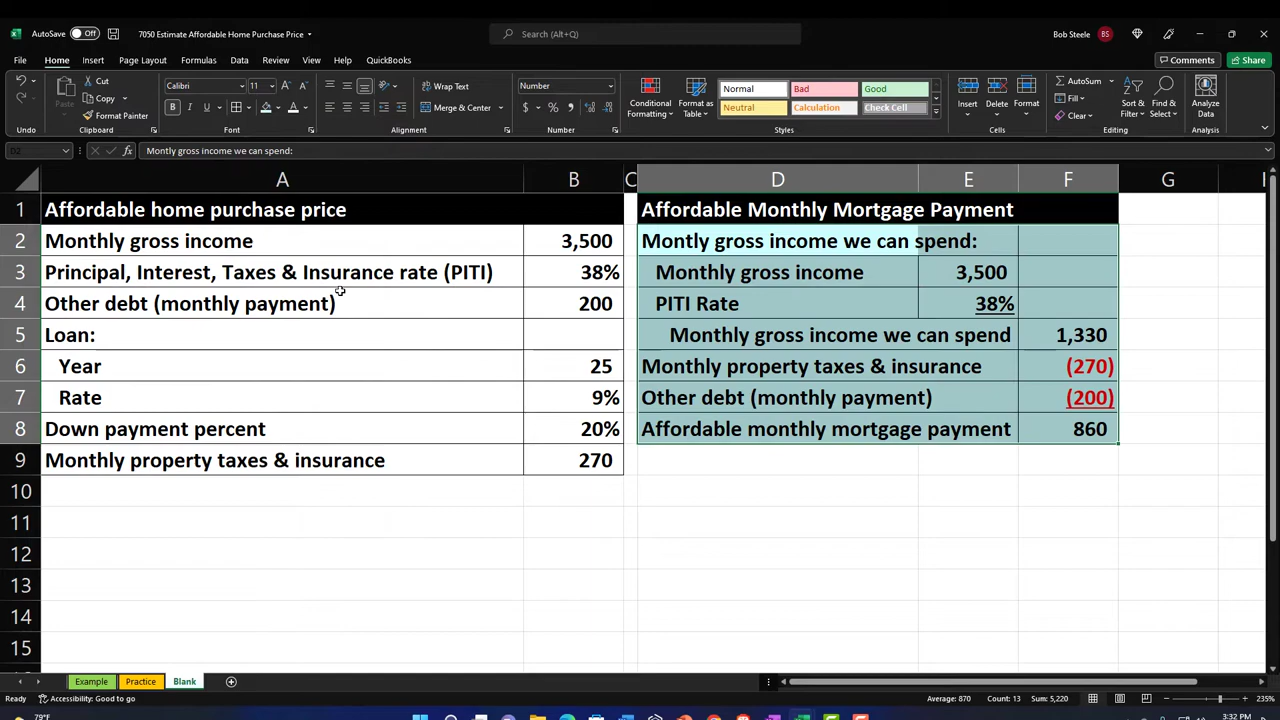 AutoSave Off 7050 Estimate Affordable Home Purchase Price Search (Alt+Q) Bob Steele BS
File Home Insert Page Layout Formulas Data Review View Help QuickBooks Comments Share
Cut
Copy
Format Painter
Paste
Undo Clipboard
Calibri 11
B I U
Font
Wrap Text
Merge & Center
Alignment
Number
$ % ,
Number
Conditional Formatting
Format as Table
Normal Bad Good
Neutral Calculation Check Cell
Styles
Insert Delete Format
Cells
AutoSum
Fill
Clear
Sort & Filter
Find & Select
Editing
Analyze Data
Analysis
D2 fx Montly gross income we can spend:
A B C D E F G H
1 Affordable home purchase price Affordable Monthly Mortgage Payment
2 Monthly gross income 3,500 Montly gross income we can spend:
3 Principal, Interest, Taxes & Insurance rate (PITI) 38% Monthly gross income 3,500
4 Other debt (monthly payment) 200 PITI Rate 38%
5 Loan: Monthly gross income we can spend 1,330
6 Year 25 Monthly property taxes & insurance (270)
7 Rate 9% Other debt (monthly payment) (200)
8 Down payment percent 20% Affordable monthly mortgage payment 860
9 Monthly property taxes & insurance 270
10
11
12
13
14
15
Example Practice Blank
Ready Accessibility: Good to go Average: 870 Count: 13 Sum: 5,220 235%
79°F 3:32 PM